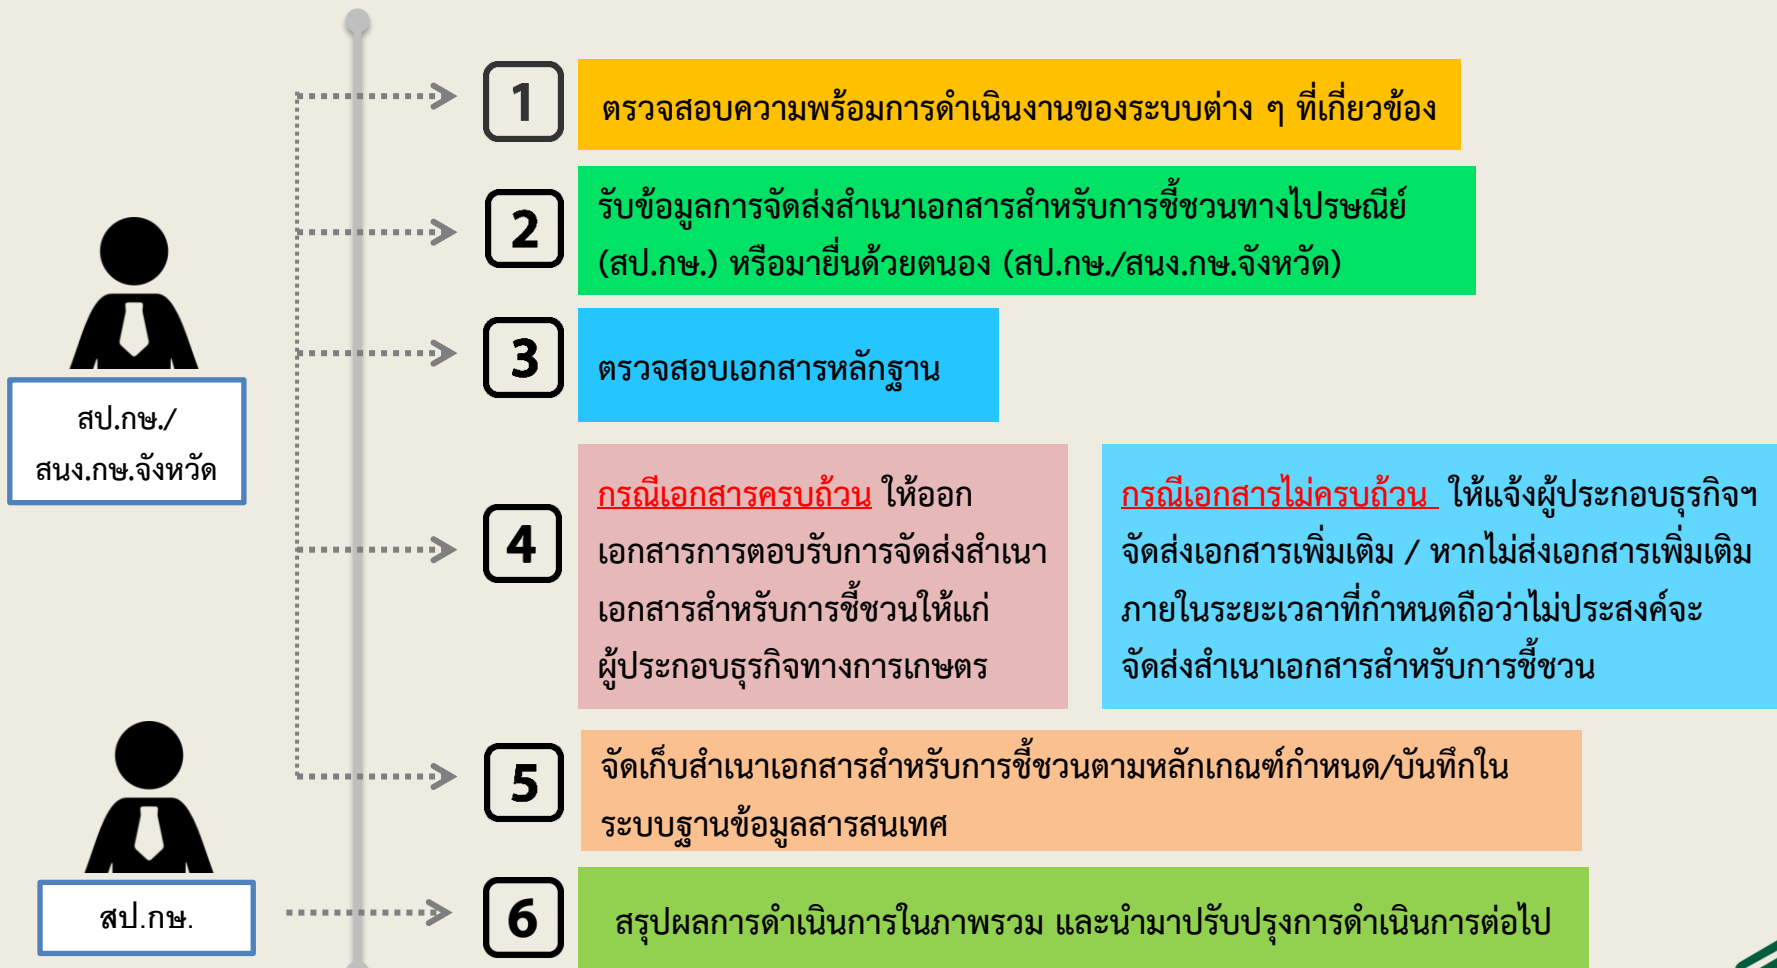 1
ตรวจสอบความพร้อมการดำเนินงานของระบบต่าง ๆ ที่เกี่ยวข้อง
2
รับข้อมูลการจัดส่งสำเนาเอกสารสำหรับการชี้ชวนทางไปรษณีย์
(สป.กษ.) หรือมายื่นด้วยตนอง (สป.กษ./สนง.กษ.จังหวัด)
3
ตรวจสอบเอกสารหลักฐาน
สป.กษ./
สนง.กษ.จังหวัด
4
กรณีเอกสารครบถ้วน ให้ออก
เอกสารการตอบรับการจัดส่งสำเนา
เอกสารสำหรับการชี้ชวนให้แก่
ผู้ประกอบธุรกิจทางการเกษตร
กรณีเอกสารไม่ครบถ้วน ให้แจ้งผู้ประกอบธุรกิจฯ
จัดส่งเอกสารเพิ่มเติม / หากไม่ส่งเอกสารเพิ่มเติม
ภายในระยะเวลาที่กำหนดถือว่าไม่ประสงค์จะ
จัดส่งสำเนาเอกสารสำหรับการชี้ชวน
5
จัดเก็บสำเนาเอกสารสำหรับการชี้ชวนตามหลักเกณฑ์กำหนด/บันทึกใน
ระบบฐานข้อมูลสารสนเทศ
สป.กษ.
6
สรุปผลการดำเนินการในภาพรวม และนำมาปรับปรุงการดำเนินการต่อไป